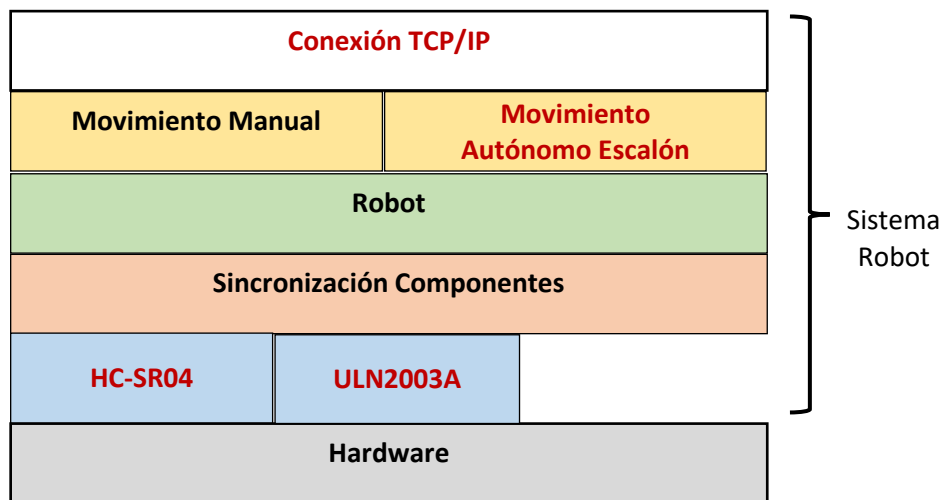 Conexión TCP/IP
Movimiento Manual
Movimiento
Autónomo Escalón
Robot
Sincronización Componentes
HC-SR04
ULN2003A
Hardware
Sistema
Robot